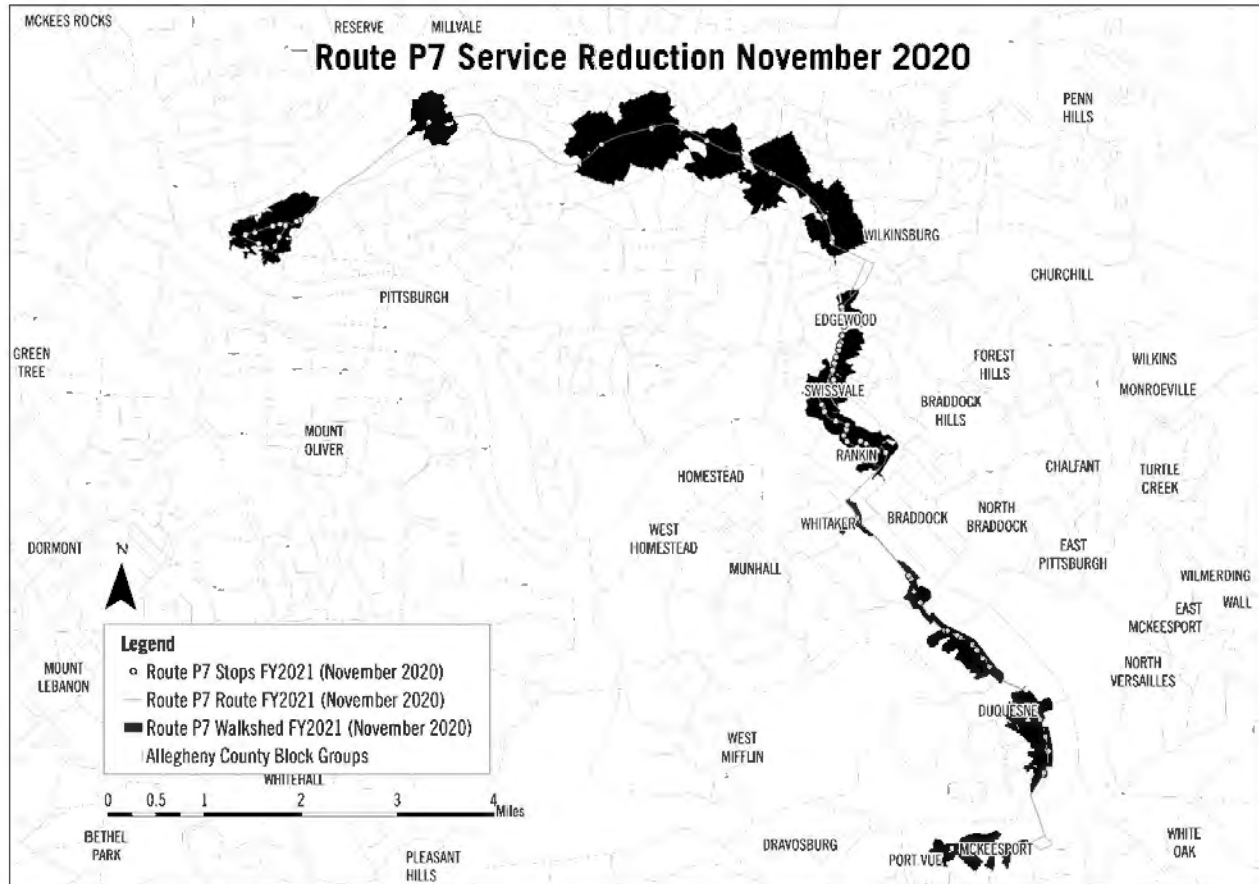 MCKEES ROCKS
RESERVE
MILLVALE
Route P7 Service Reduction November 2020
PENN
HILLS
WILKINSBURG
CHURCHILL
PITTSBURGH
EDGEWOOD
GREEN
TREE
FOREST
HILLS
WILKINS
MONROEVILLE
SWISSVALE
BRADDOCK
HILLS
MOUNT
OLIVER
RANKIN
HOMESTEAD
CHALFANT
TURTLE
CREEK
WHITAKER
BRADDOCK
NORTH
BRADDOCK
WEST
HOMESTEAD
DORMONT
N
EAST
PITTSBURGH
MUNHALL
WILMERDING
WALL
EAST
MCKEESPORT
Legend
Route P7 Stops FY2021 (November 2020)
Route P7 Route FY2021 (November 2020)
Route P7 Walkshed FY2021 (November 2020)
Allegheny County Block Groups
MOUNT
LEBANON
NORTH
VERSAILLES
DUQUESNE
WEST
MIFFLIN
WHITEHALL
0 0.5 1 2 3 4
Miles
BETHEL
PARK
PLEASANT
HILLS
DRAVOSBURG
PORT VUE
MCKEESPORT
WHITE
OAK